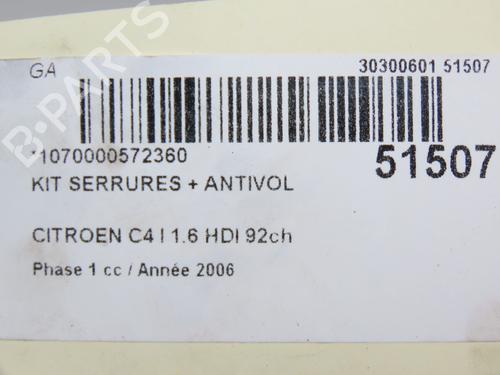 GA
30300601 51507
*1070000572360
51507
KIT SERRURES + ANTIVOL
CITROEN C4 I 1.6 HDI 92ch
Phase 1 cc / Année 2006
B-PARTS